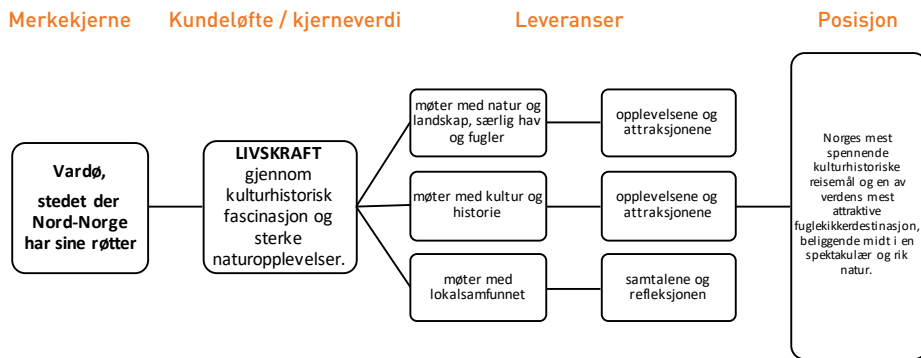 Merkekjerne
Kundeløfte / kjerneverdi
Leveranser
Posisjon
Vardø,
stedet der
Nord-Norge
har sine røtter
LIVSKRAFT
gjennom
kulturhistorisk
fascinasjon og
sterke
naturopplevelser.
møter med natur og
landskap, særlig hav
og fugler
opplevelsene og
attraksjonene
møter med kultur og
historie
opplevelsene og
attraksjonene
møter med
lokalsamfunnet
samtalene og
refleksjonen
Norges mest
spennende
kulturhistoriske
reisemål og en av
verdens mest
attraktive
fuglekikkerdestinasjon,
beliggende midt i en
spektakulær og rik
natur.